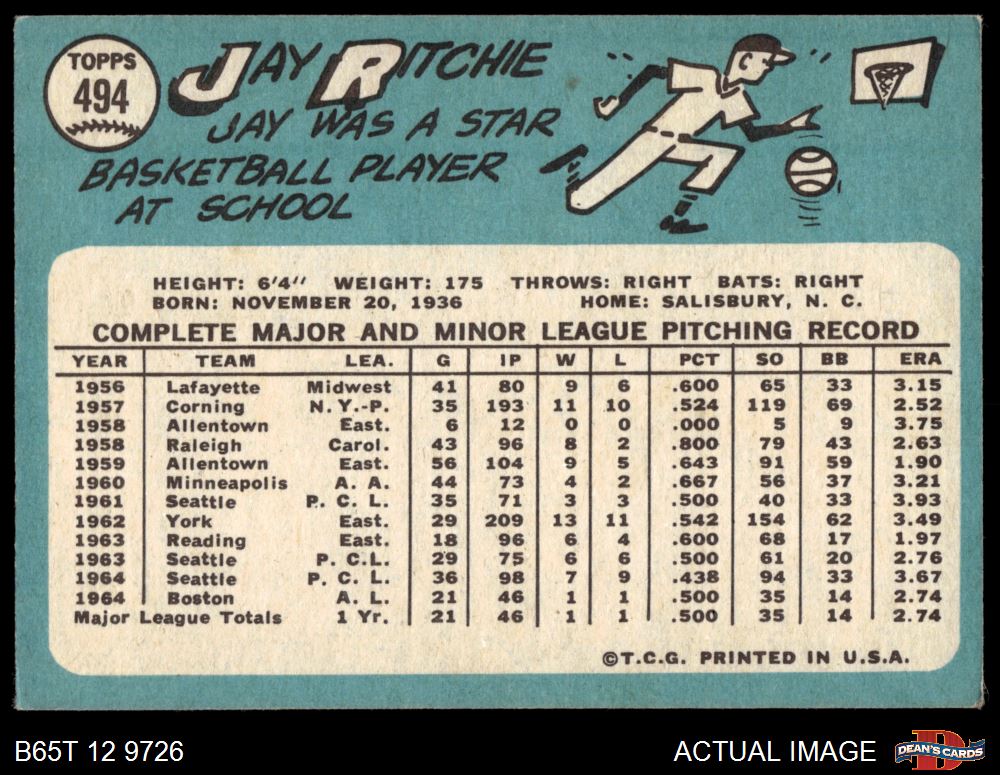 TOPPS
494
JAY RITCHIE
JAY WAS A STAR
BASKETBALL PLAYER
AT SCHOOL
HEIGHT: 6'4" WEIGHT: 175 THROWS: RIGHT BATS: RIGHT
BORN: NOVEMBER 20, 1936 HOME: SALISBURY, N. C.
COMPLETE MAJOR AND MINOR LEAGUE PITCHING RECORD
YEAR TEAM LEA. G IP W L PCT SO BB ERA
1956 Lafayette Midwest 41 80 9 6 .600 65 33 3.15
1957 Corning N. Y.-P. 35 193 11 10 .524 119 69 2.52
1958 Allentown East. 6 12 0 0 .000 5 9 3.75
1958 Raleigh Carol. 43 96 8 2 .800 79 43 2.63
1959 Allentown East. 56 104 9 5 .643 91 59 1.90
1960 Minneapolis A. A. 44 73 4 2 .667 56 37 3.21
1961 Seattle P. C. L. 35 71 3 3 .500 40 33 3.93
1962 York East. 29 209 13 11 .542 154 62 3.49
1963 Reading East. 18 96 6 4 .600 68 17 1.97
1963 Seattle P. C.L. 29 75 6 6 .500 61 20 2.76
1964 Seattle P. C. L. 36 98 7 9 .438 94 33 3.67
1964 Boston A. L. 21 46 1 1 .500 35 14 2.74
Major League Totals 1 Yr. 21 46 1 1 .500 35 14 2.74
©T.C.G. PRINTED IN U.S.A.
B65T 12 9726 ACTUAL IMAGE DEAN'S CARDS